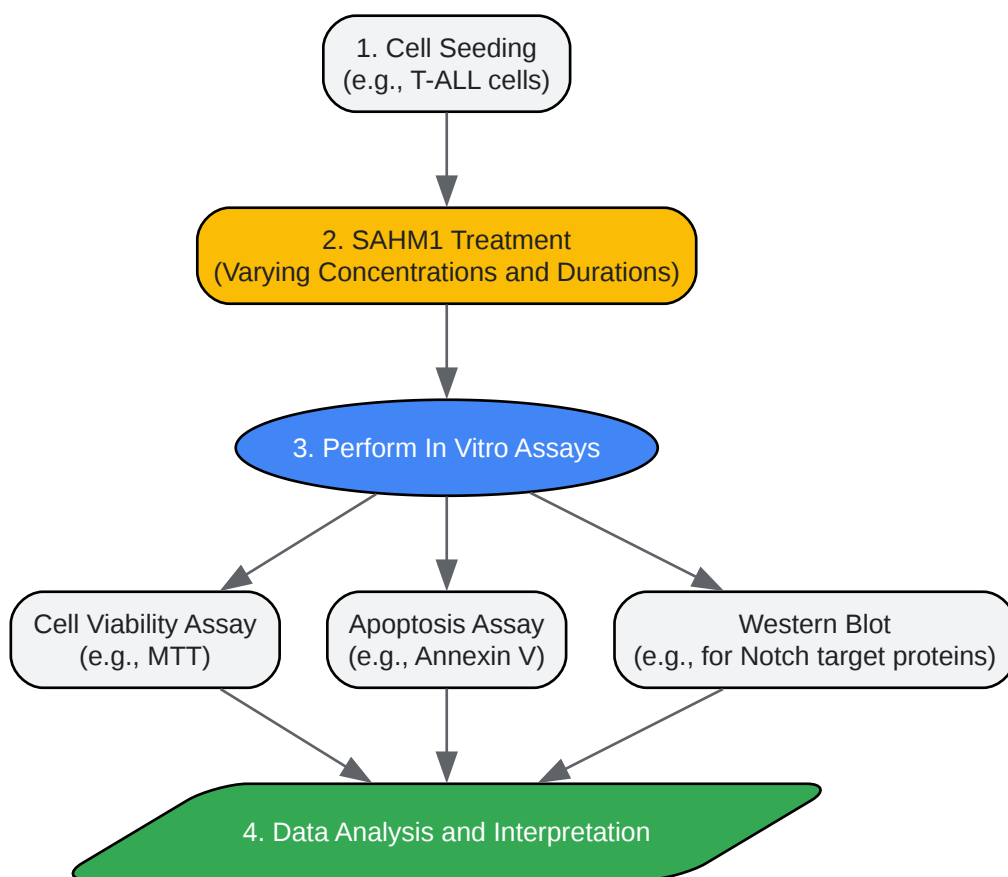 1. Cell Seeding
(e.g., T-ALL cells)
2. SAHM1 Treatment
(Varying Concentrations and Durations)
3. Perform In Vitro Assays
Cell Viability Assay
(e.g., MTT)
Apoptosis Assay
(e.g., Annexin V)
Western Blot
(e.g., for Notch target proteins)
4. Data Analysis and Interpretation